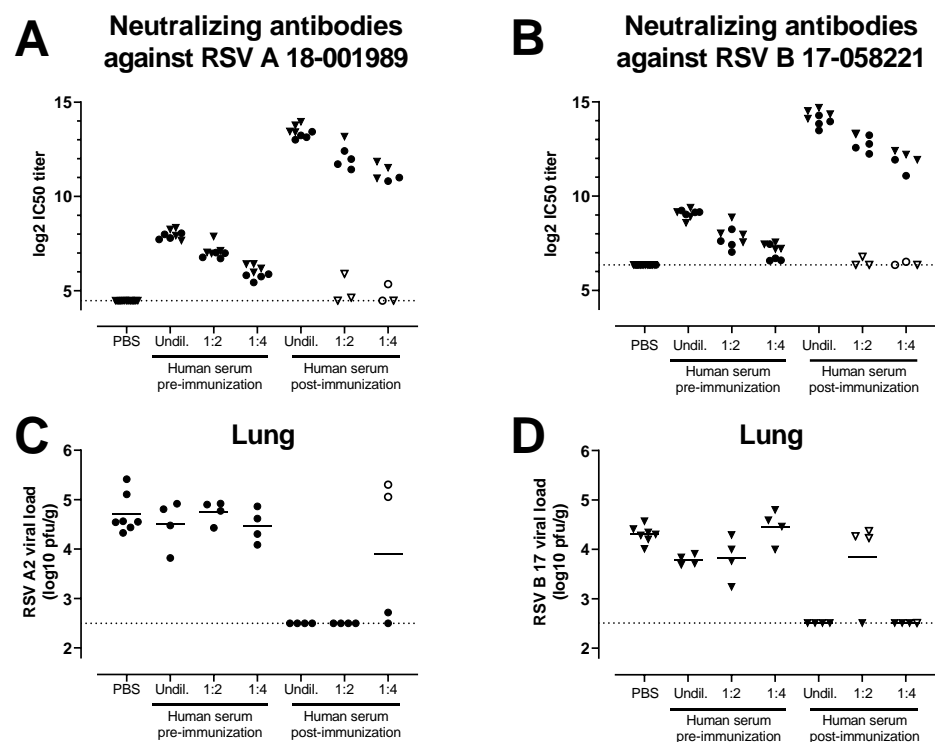 A
Neutralizing antibodies
against RSV A 18-001989
log2 IC50 titer
15
10
5
PBS Undil. 1:2 1:4 Undil. 1:2 1:4
Human serum
pre-immunization
Human serum
post-immunization
B
Neutralizing antibodies
against RSV B 17-058221
log2 IC50 titer
15
10
5
PBS Undil. 1:2 1:4 Undil. 1:2 1:4
Human serum
pre-immunization
Human serum
post-immunization
C
Lung
RSV A2 viral load
(log10 pfu/g)
6
5
4
3
2
PBS Undil. 1:2 1:4 Undil. 1:2 1:4
Human serum
pre-immunization
Human serum
post-immunization
D
Lung
RSV B 17 viral load
(log10 pfu/g)
6
5
4
3
2
PBS Undil. 1:2 1:4 Undil. 1:2 1:4
Human serum
pre-immunization
Human serum
post-immunization